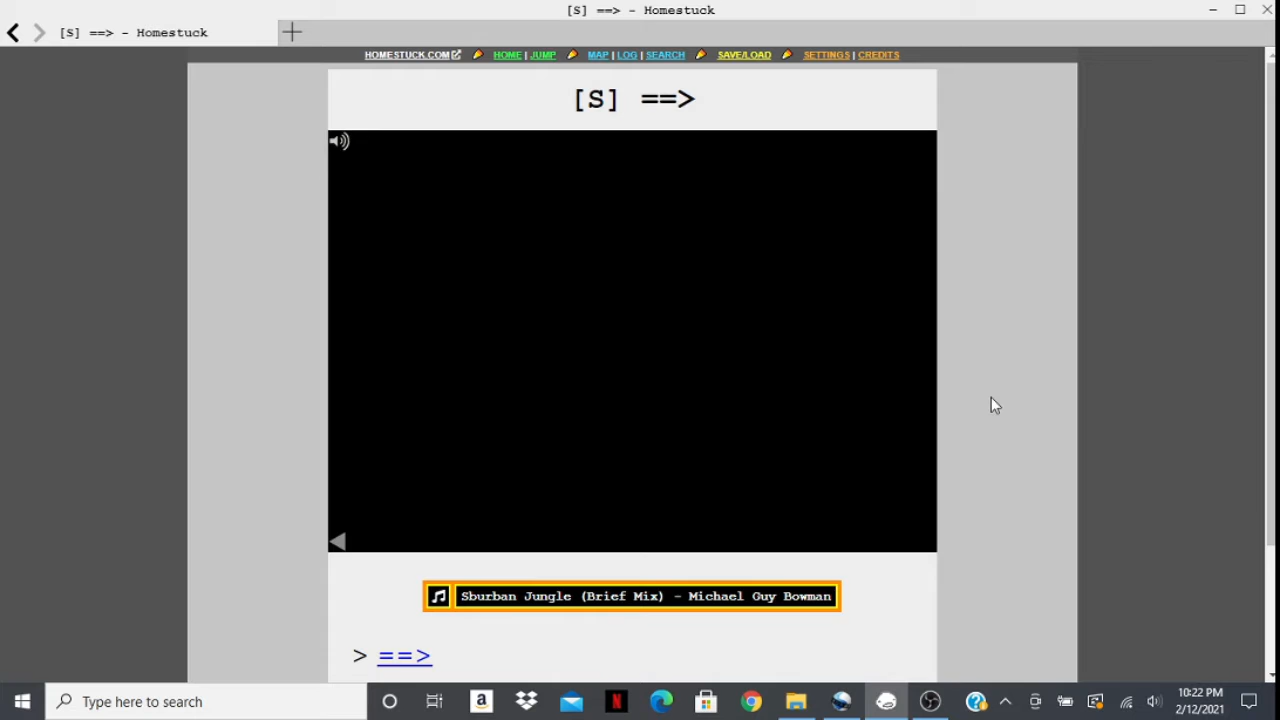 [S] ==> - Homestuck
[S] ==> - Homestuck
HOMESTUCK.COM HOME | JUMP MAP | LOG | SEARCH SAVE/LOAD SETTINGS | CREDITS
[S] ==>
Sburban Jungle (Brief Mix) - Michael Guy Bowman
> ==>
Type here to search
10:22 PM
2/12/2021